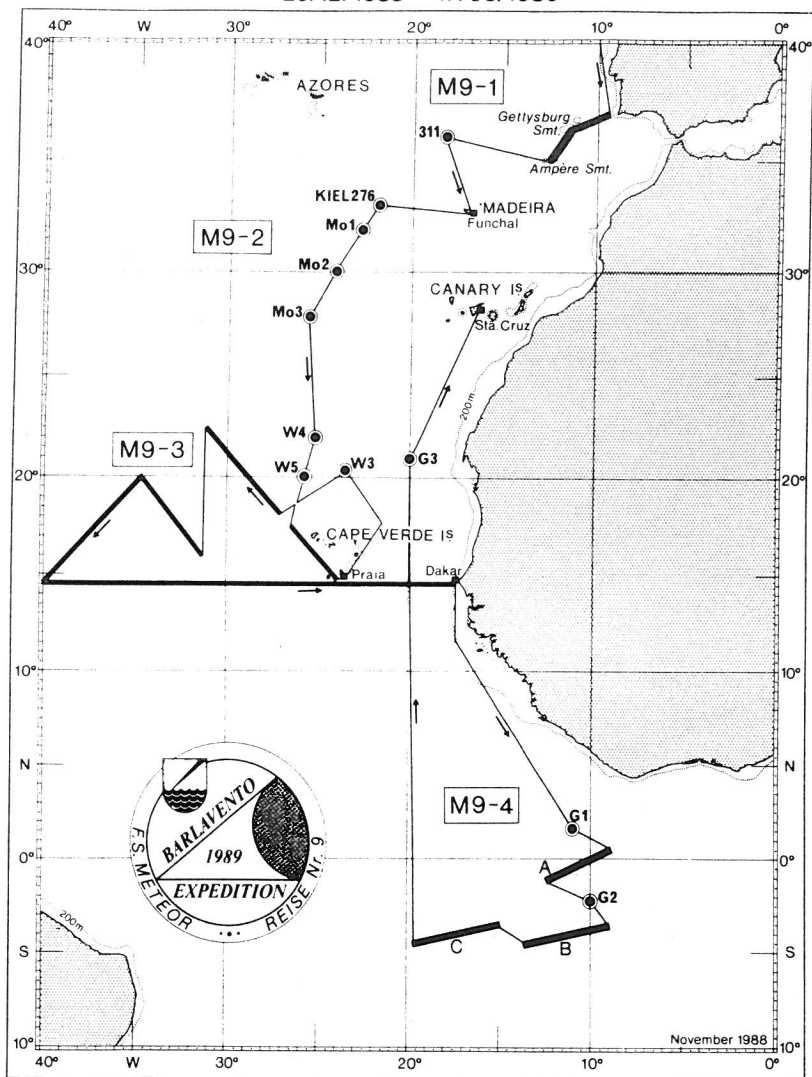 40° W 30° 20° 10° 0°
40° 40°
AZORES
M9-1
Gettysburg
Smt.
311
Ampère Smt.
KIEL276
MADEIRA
Funchal
Mo1
M9-2
Mo2
30° 30°
CANARY Is
Mo3
Sta. Cruz
200m
W4
M9-3
W5
W3
G3
20° 20°
CAPE VERDE Is
Praia
Dakar
10° 10°
N N
M9-4
G1
BARLAVENTO
1989
EXPEDITION
F.S. METEOR
REISE Nr. 9
0° 0°
A
G2
200m
C
B
S S
November 1988
10° 10°
40° 30° 20° 10° 0°